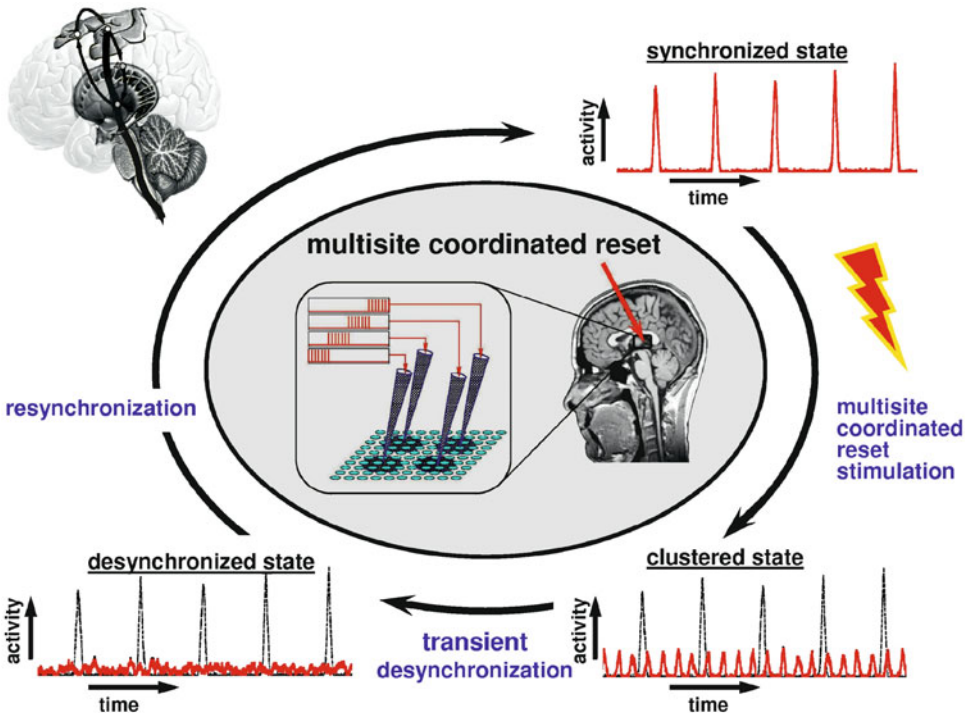 synchronized state
activity
time
multisite coordinated reset
resynchronization
multisite
coordinated
reset
stimulation
desynchronized state
activity
time
transient
desynchronization
clustered state
activity
time